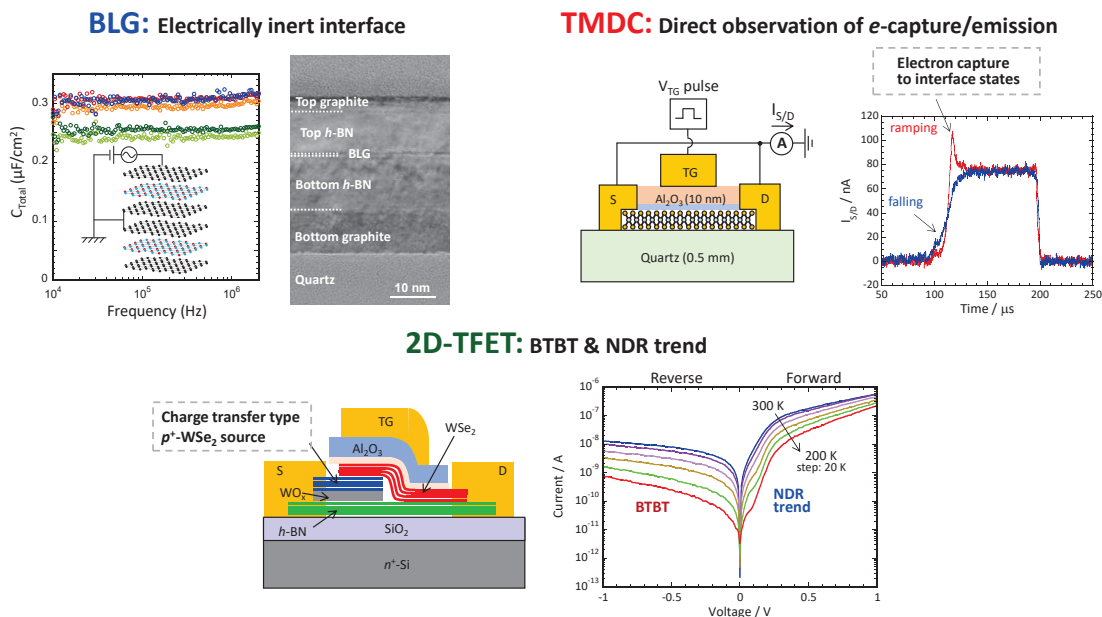 BLG: Electrically inert interface
C_Total (µF/cm²)
0.3
0.2
0.1
0
10⁴
10⁵
10⁶
Frequency (Hz)
Top graphite
Top h-BN
BLG
Bottom h-BN
Bottom graphite
Quartz
10 nm
TMDC: Direct observation of e-capture/emission
V_TG pulse
I_S/D
A
TG
S
D
Al₂O₃ (10 nm)
Quartz (0.5 mm)
Electron capture
to interface states
ramping
falling
I_S/D / nA
120
100
80
60
40
20
0
-20
50
100
150
200
250
Time / µs
2D-TFET: BTBT & NDR trend
Charge transfer type
p⁺-WSe₂ source
TG
WSe₂
Al₂O₃
S
D
WOₓ
h-BN
SiO₂
n⁺-Si
Reverse
Forward
Current / A
10⁻⁶
10⁻⁷
10⁻⁸
10⁻⁹
10⁻¹⁰
10⁻¹¹
10⁻¹²
10⁻¹³
300 K
200 K
step: 20 K
BTBT
NDR
trend
-1
-0.5
0
0.5
1
Voltage / V